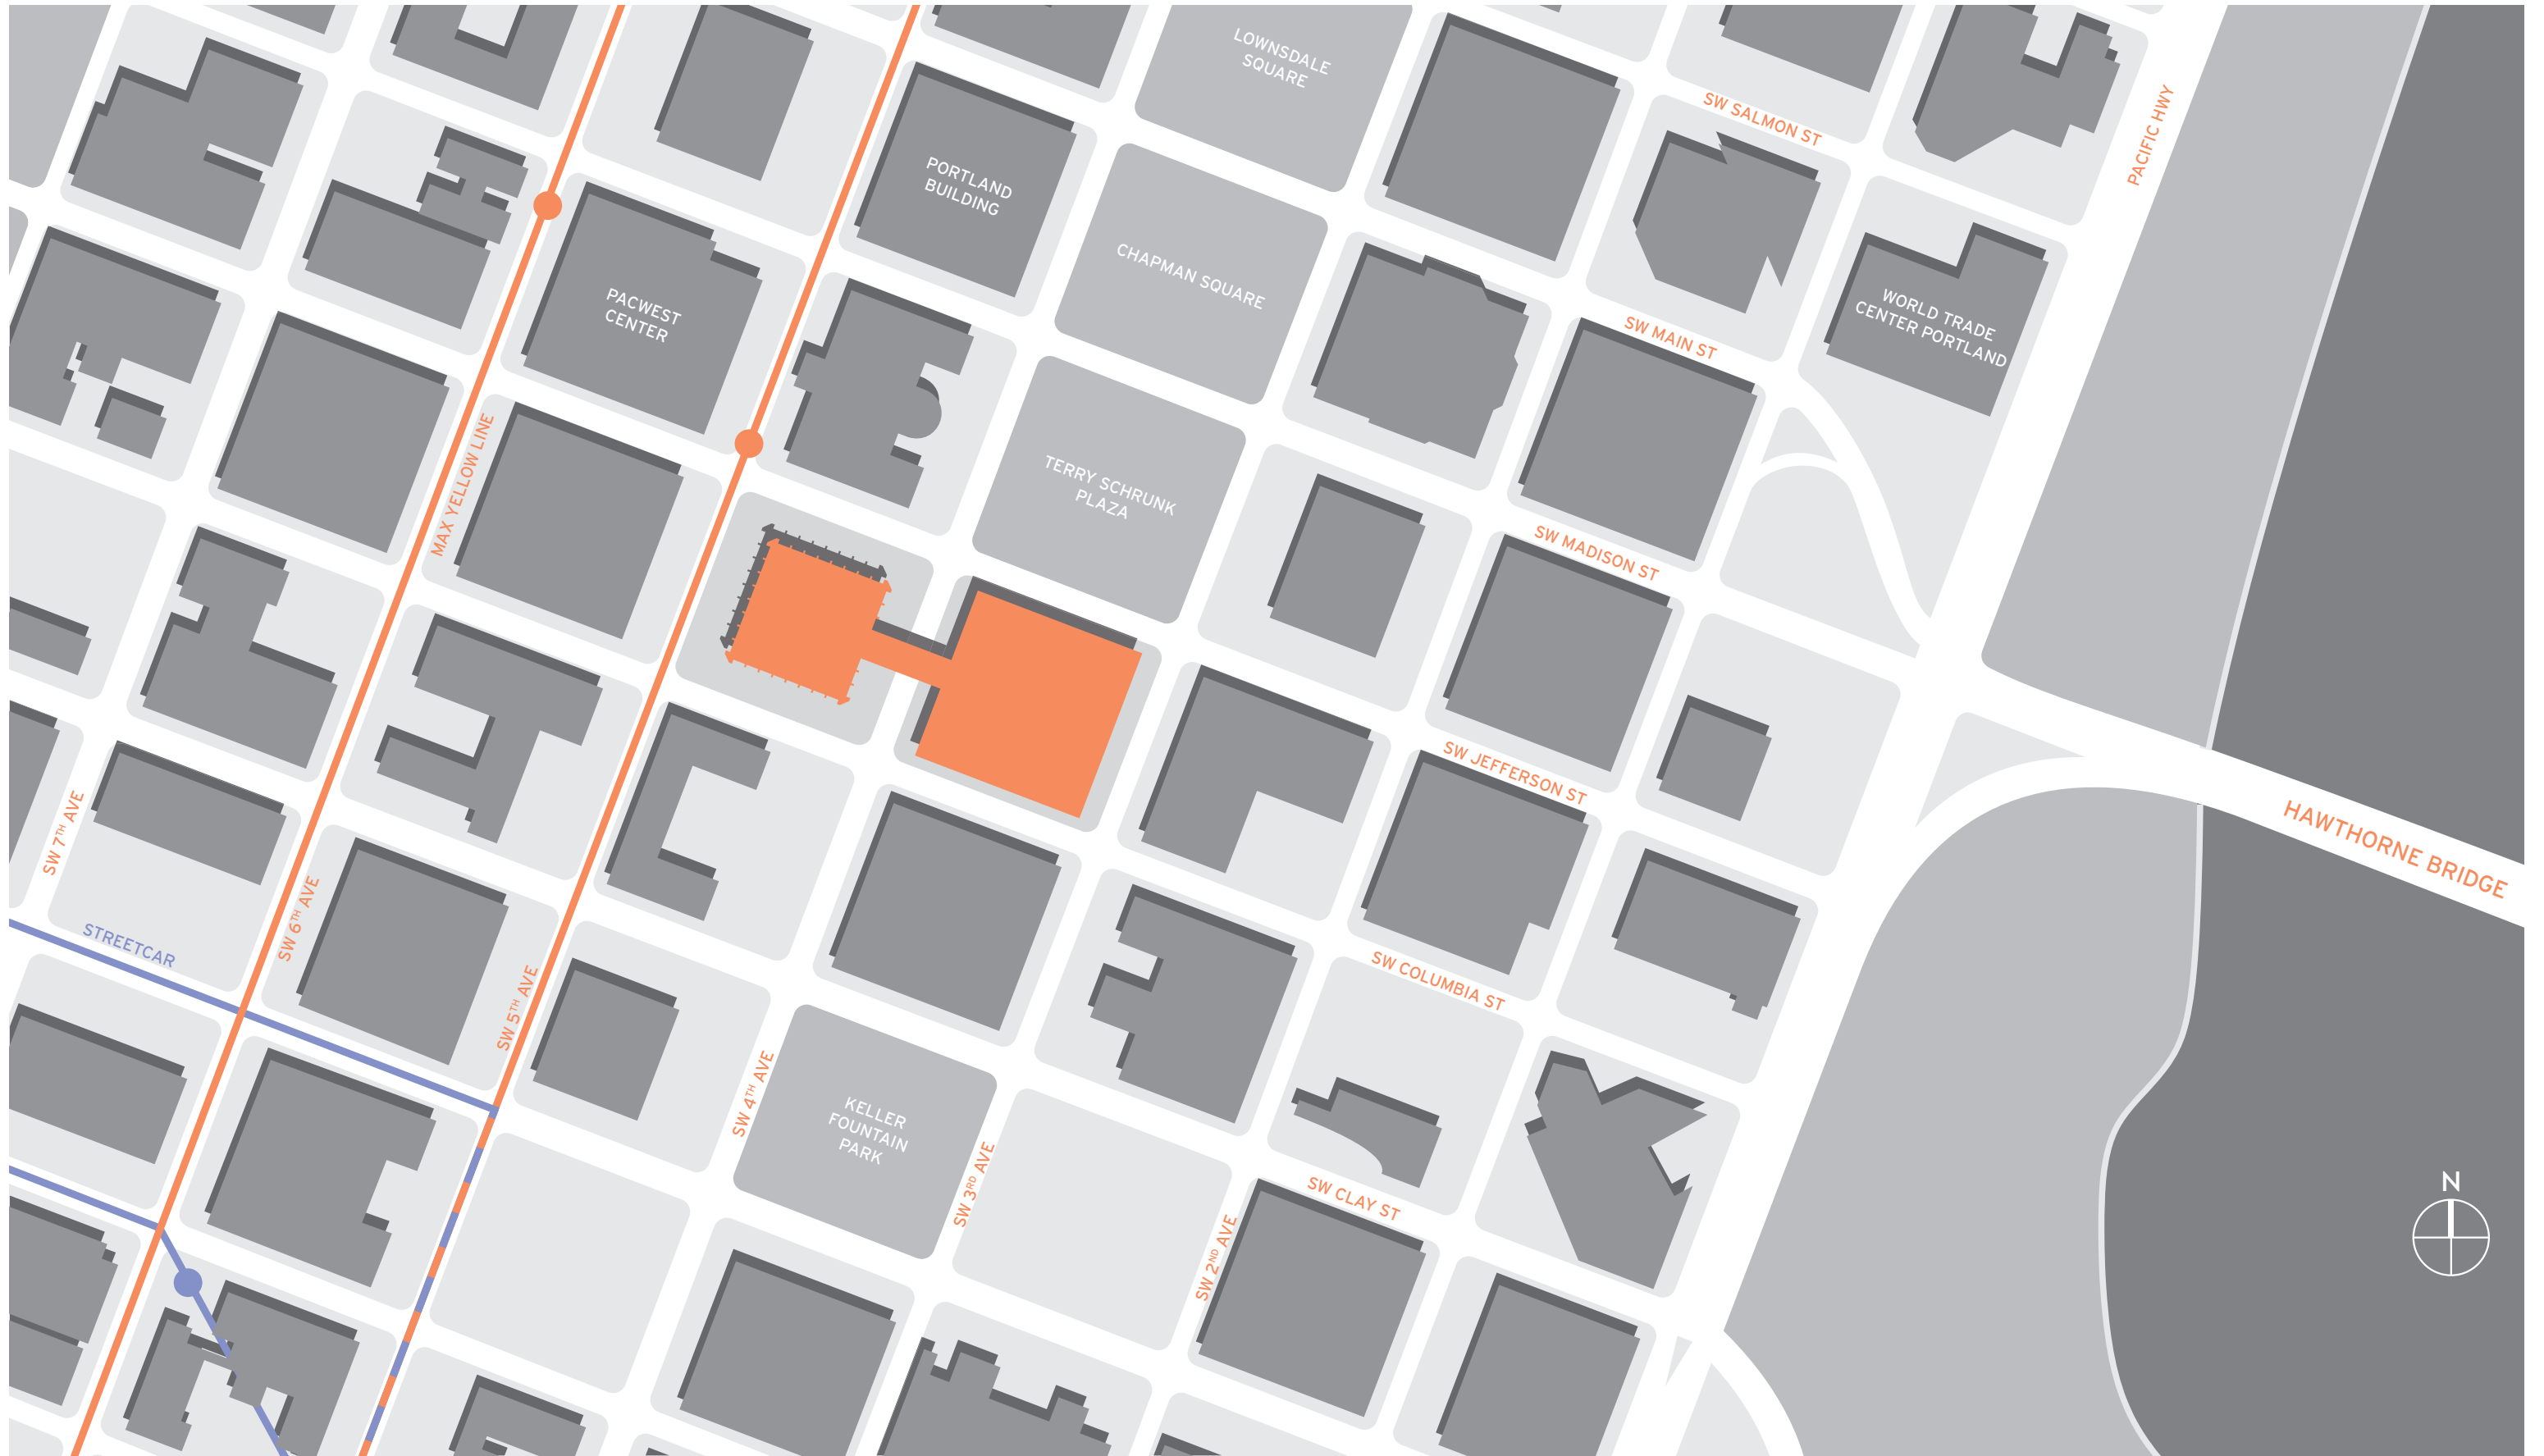 LOWNSDALE
SQUARE
SW SALMON ST
PACIFIC HWY
PORTLAND
BUILDING
CHAPMAN SQUARE
PACWEST
CENTER
WORLD TRADE
CENTER PORTLAND
SW MAIN ST
MAX YELLOW LINE
TERRY SCHRUNK
PLAZA
SW MADISON ST
SW JEFFERSON ST
SW 7TH AVE
HAWTHORNE BRIDGE
SW 6TH AVE
STREETCAR
SW 5TH AVE
SW COLUMBIA ST
SW 4TH AVE
KELLER
FOUNTAIN
PARK
SW 3RD AVE
SW CLAY ST
SW 2ND AVE
N